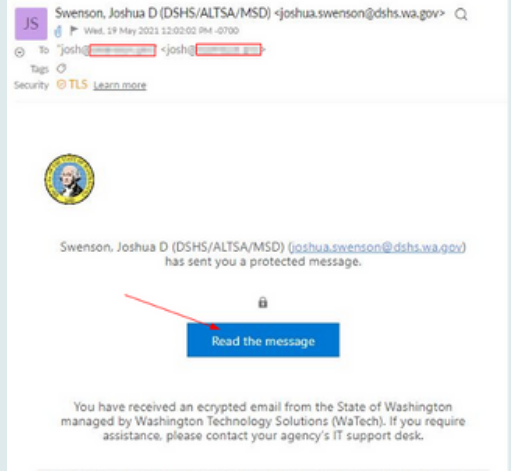 JS
Swenson, Joshua D (DSHS/ALTSA/MSD) <joshua.swenson@dshs.wa.gov>
Wed, 19 May 2021 12:02:02 PM -0700
To "josh@ <josh@ >
Tags
Security TLS Learn more
Swenson, Joshua D (DSHS/ALTSA/MSD) (joshua.swenson@dshs.wa.gov)
has sent you a protected message.
Read the message
You have received an ecrypted email from the State of Washington
managed by Washington Technology Solutions (WaTech). If you require
assistance, please contact your agency's IT support desk.